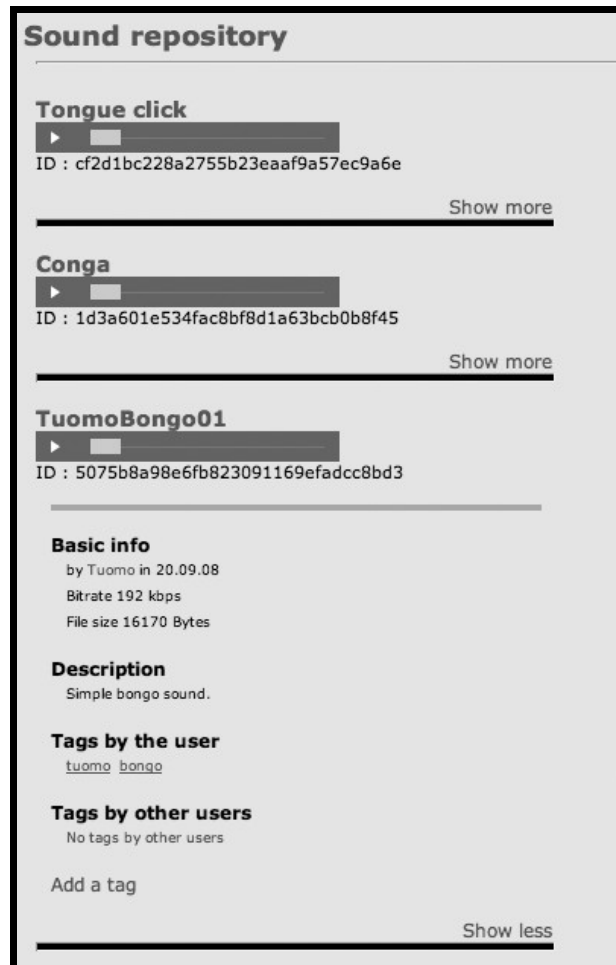 Sound repository
Tongue click
ID : cf2d1bc228a2755b23eaaf9a57ec9a6e
Show more
Conga
ID : 1d3a601e534fac8bf8d1a63bcb0b8f45
Show more
TuomoBongo01
ID : 5075b8a98e6fb823091169efadcc8bd3
Basic info
by Tuomo in 20.09.08
Bitrate 192 kbps
File size 16170 Bytes
Description
Simple bongo sound.
Tags by the user
tuomo bongo
Tags by other users
No tags by other users
Add a tag
Show less